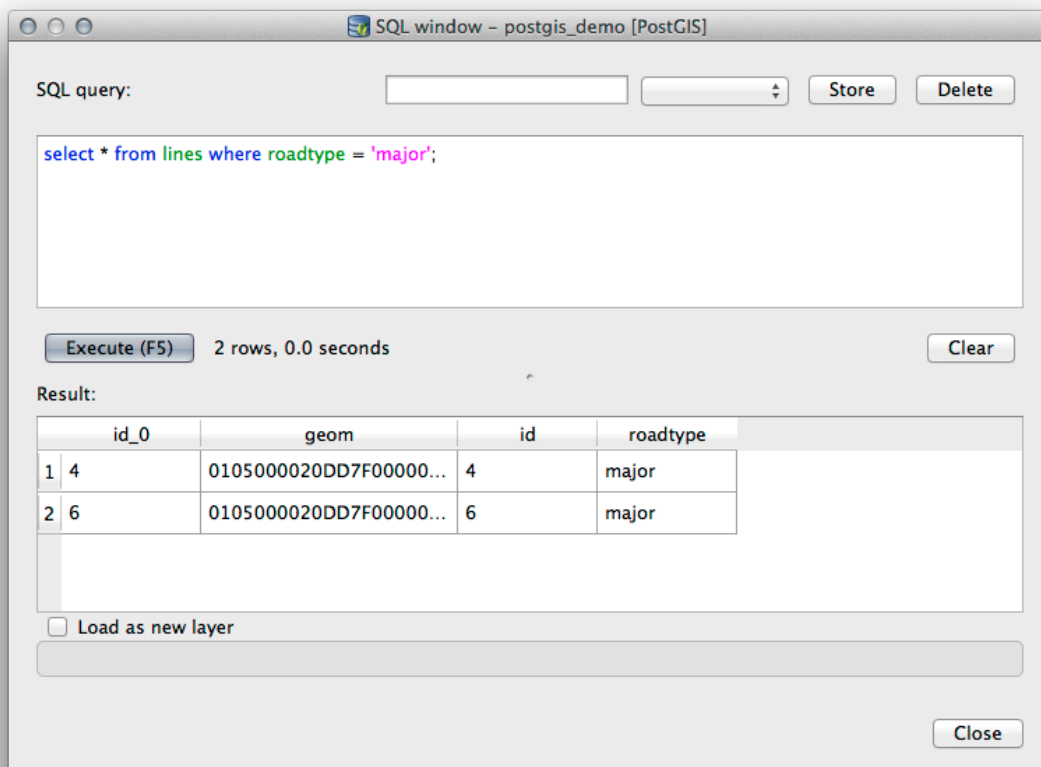 SQL window – postgis_demo [PostGIS]
SQL query: Store Delete
select * from lines where roadtype = 'major';
Execute (F5) 2 rows, 0.0 seconds Clear
Result:
id_0 geom id roadtype
1 4 0105000020DD7F00000... 4 major
2 6 0105000020DD7F00000... 6 major
Load as new layer
Close